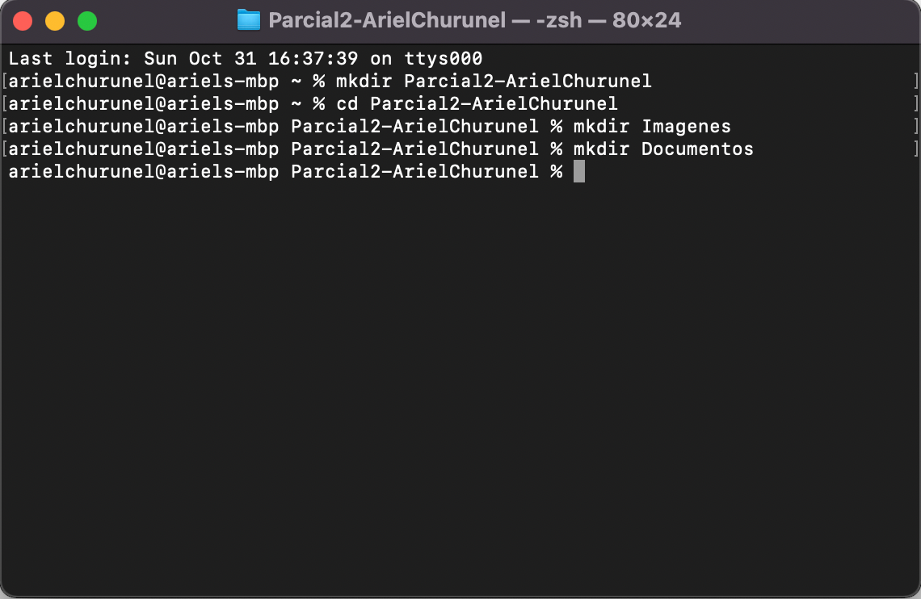 Parcial2-ArielChurunel — -zsh — 80×24
Last login: Sun Oct 31 16:37:39 on ttys000
[arielchurunel@ariels-mbp ~ % mkdir Parcial2-ArielChurunel ]
[arielchurunel@ariels-mbp ~ % cd Parcial2-ArielChurunel ]
[arielchurunel@ariels-mbp Parcial2-ArielChurunel % mkdir Imagenes ]
[arielchurunel@ariels-mbp Parcial2-ArielChurunel % mkdir Documentos ]
arielchurunel@ariels-mbp Parcial2-ArielChurunel %